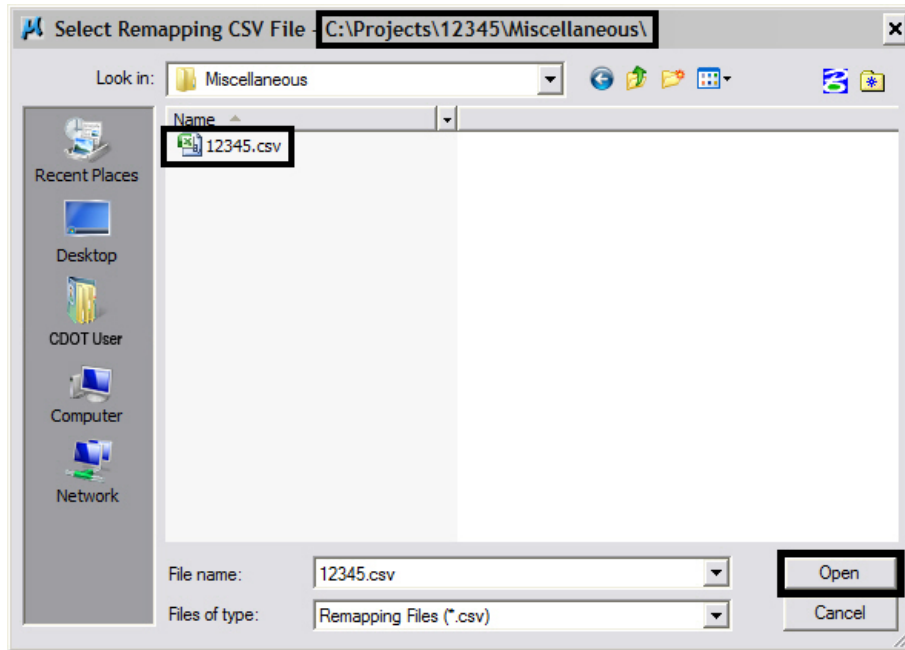 Select Remapping CSV File - C:\Projects\12345\Miscellaneous\
Look in: Miscellaneous
Name
12345.csv
Recent Places
Desktop
CDOT User
Computer
Network
File name: 12345.csv Open
Files of type: Remapping Files (*.csv) Cancel